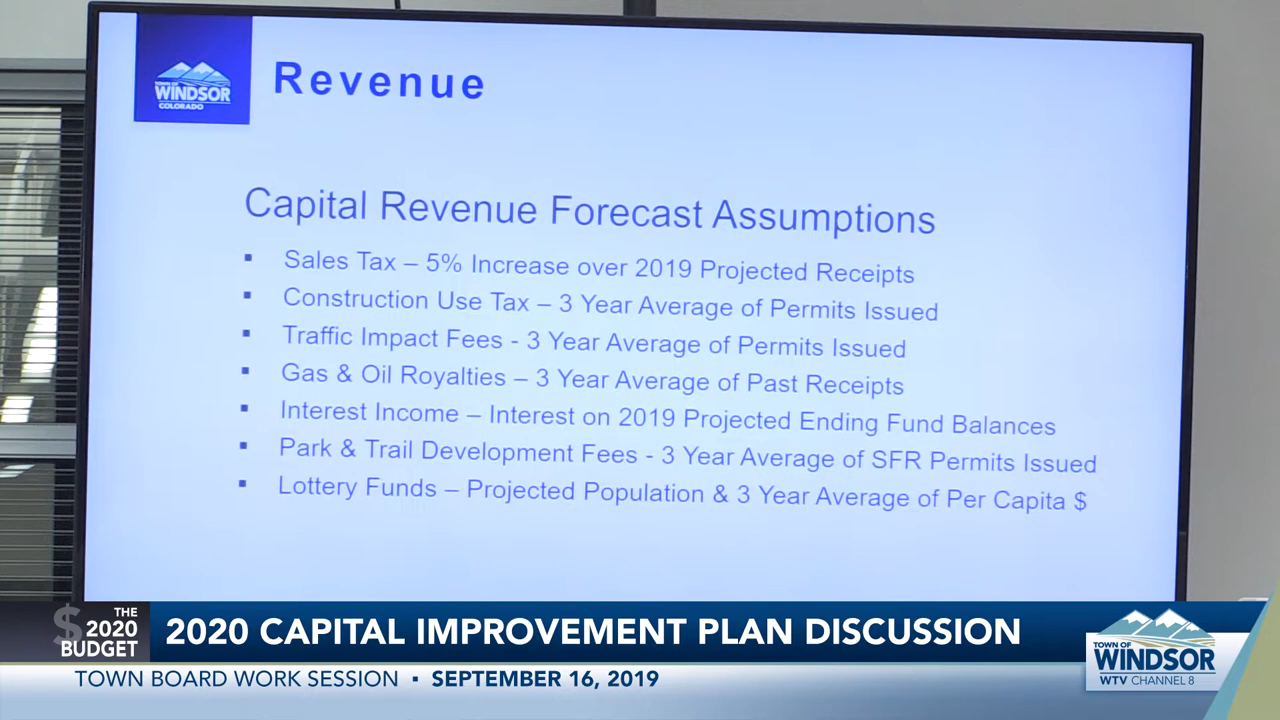 TOWN OF
WINDSOR
COLORADO
Revenue
Capital Revenue Forecast Assumptions
▪ Sales Tax – 5% Increase over 2019 Projected Receipts
▪ Construction Use Tax – 3 Year Average of Permits Issued
▪ Traffic Impact Fees - 3 Year Average of Permits Issued
▪ Gas & Oil Royalties – 3 Year Average of Past Receipts
▪ Interest Income – Interest on 2019 Projected Ending Fund Balances
▪ Park & Trail Development Fees - 3 Year Average of SFR Permits Issued
▪ Lottery Funds – Projected Population & 3 Year Average of Per Capita $
$ THE
2020
BUDGET
2020 CAPITAL IMPROVEMENT PLAN DISCUSSION
TOWN BOARD WORK SESSION ▪ SEPTEMBER 16, 2019
TOWN OF
WINDSOR
WTV CHANNEL 8